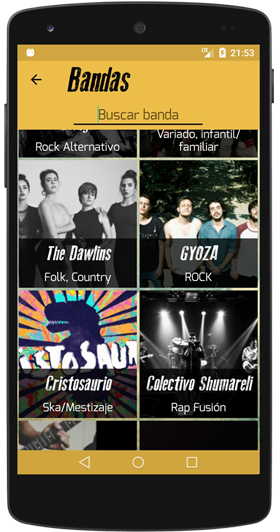 LTE 21:53
Bandas
Buscar banda
Rock Alternativo
Variado, infantil/
familiar
The Dawlins
Folk, Country
GYOZA
ROCK
Cristosaurio
Ska/Mestizaje
Colectivo Shumareli
Rap Fusión